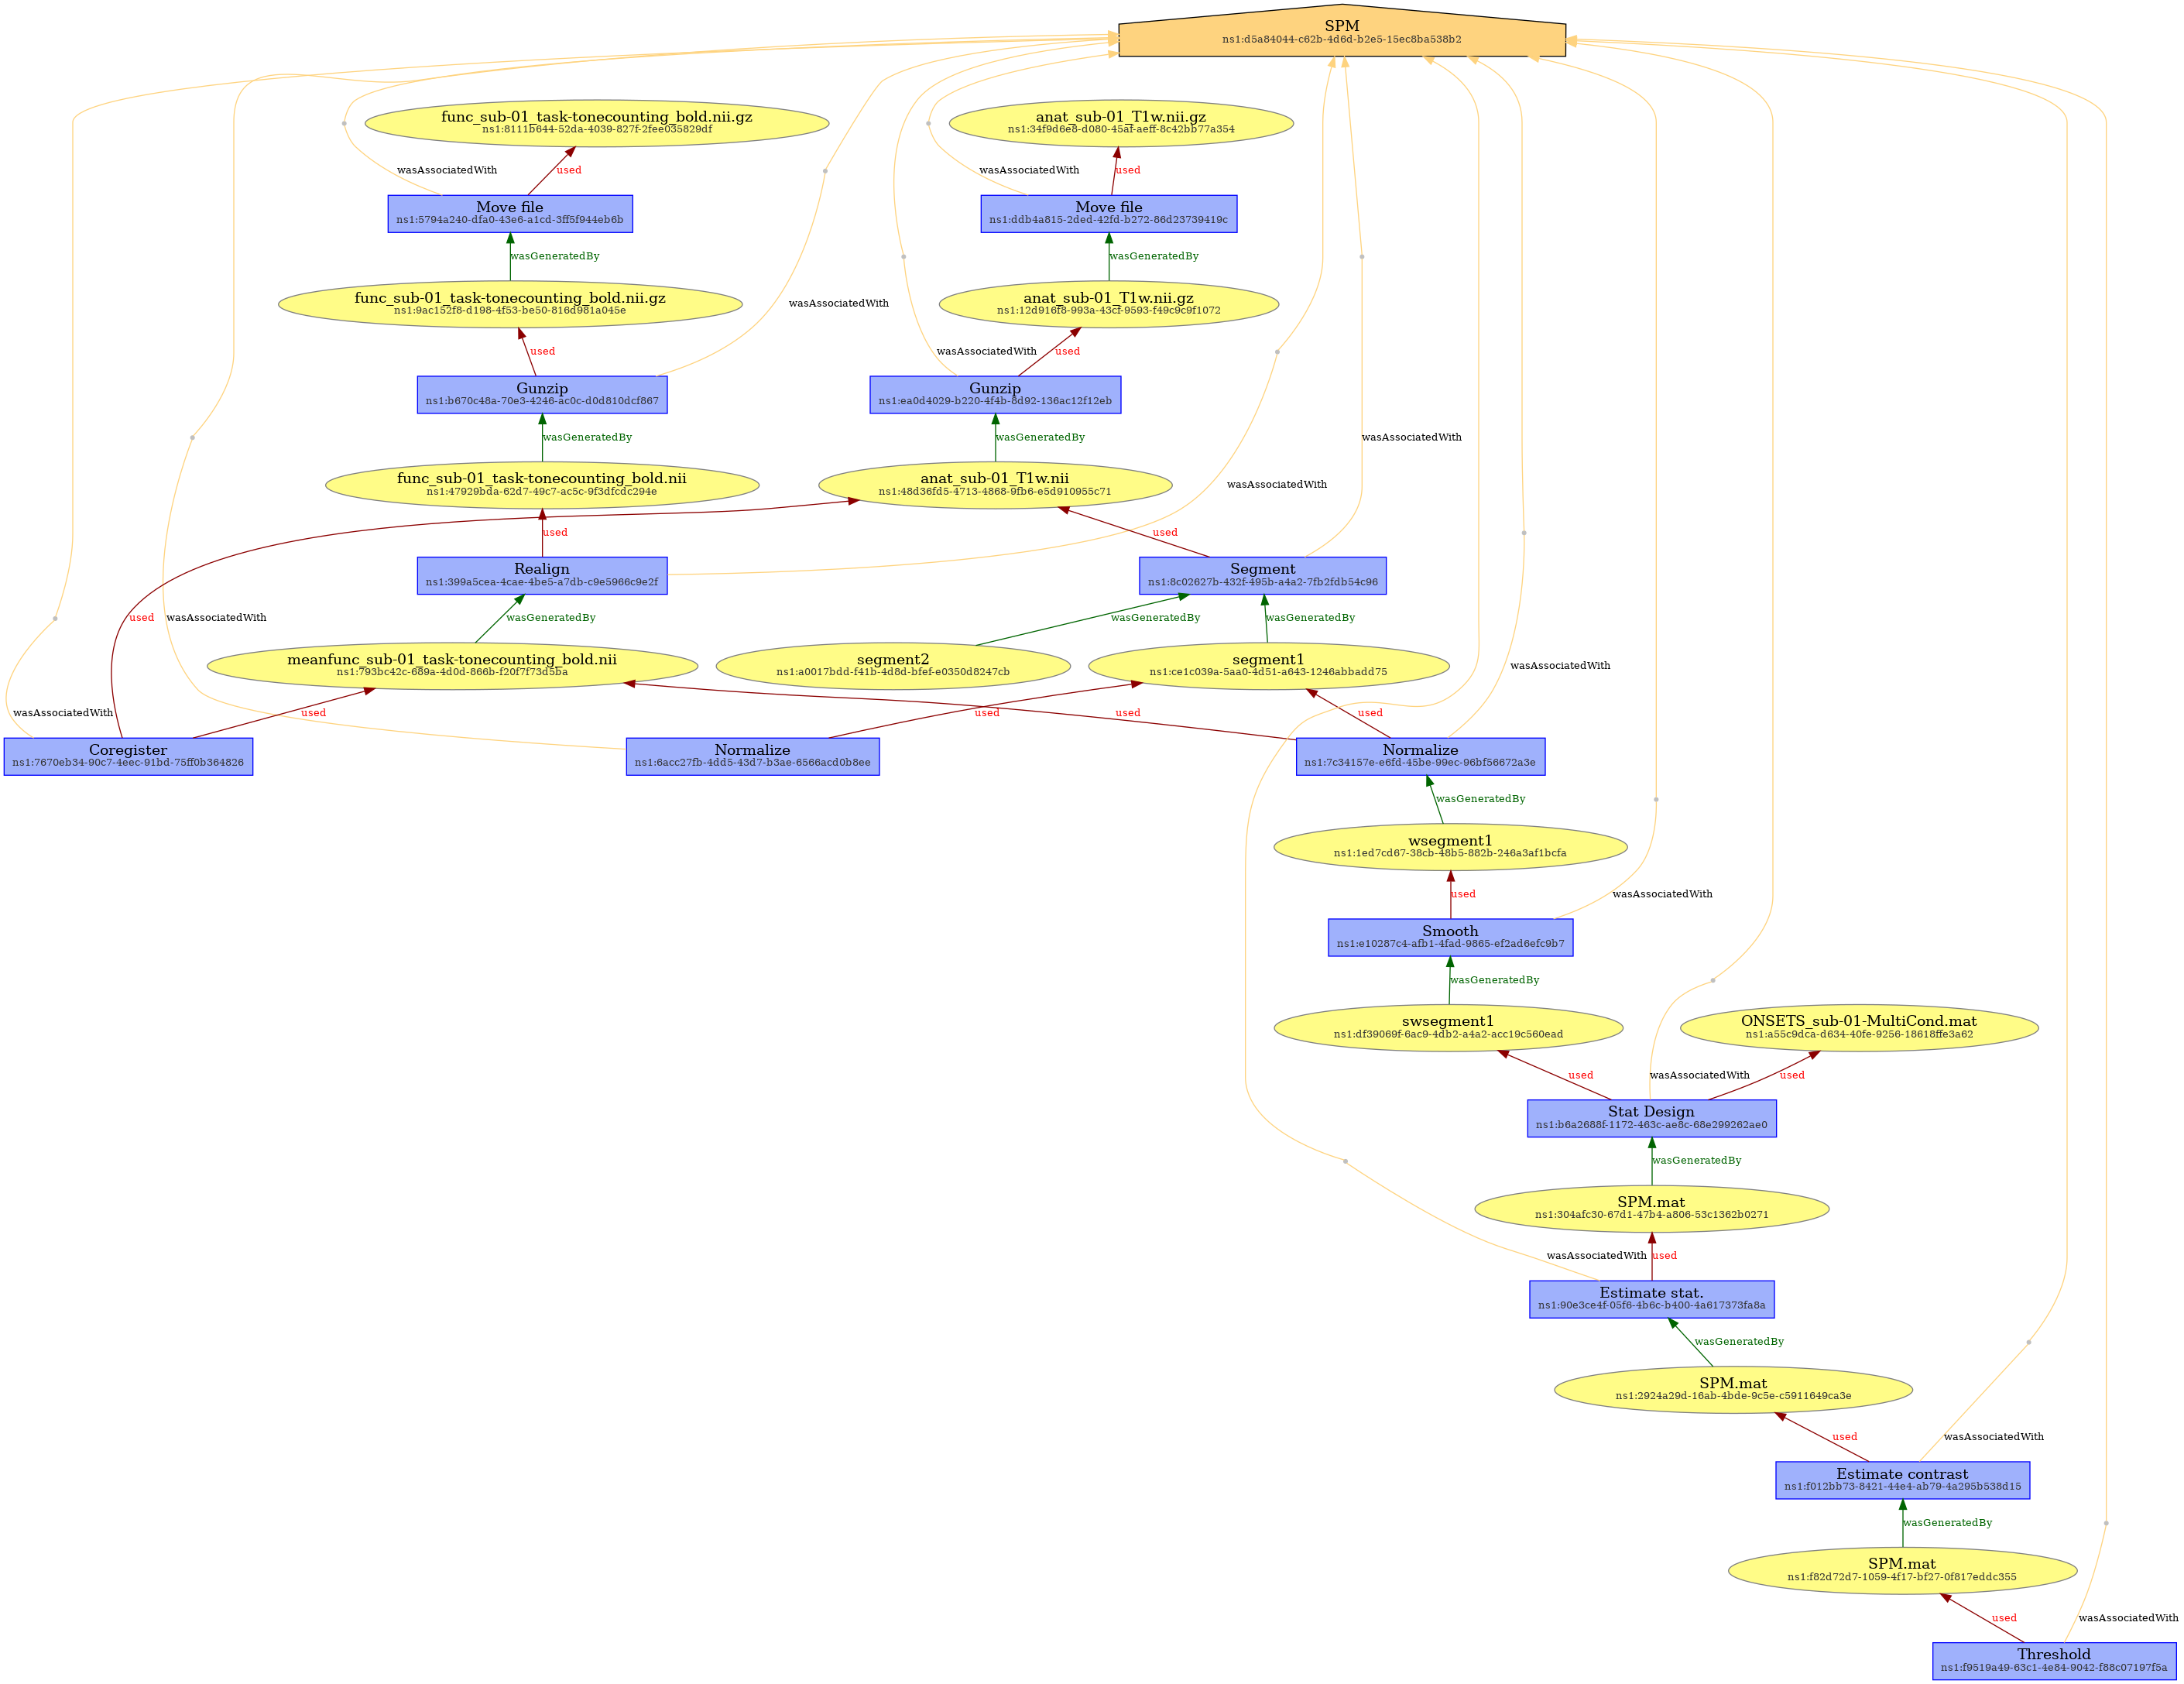 SPM
ns1:d5a84044-c62b-4d6d-b2e5-15ec8ba538b2
func_sub-01_task-tonecounting_bold.nii.gz
ns1:8111b644-52da-4039-827f-2fee035829df
anat_sub-01_T1w.nii.gz
ns1:34f9d6e8-d080-45af-aeff-8c42bb77a354
wasAssociatedWith
used
wasAssociatedWith
used
Move file
ns1:5794a240-dfa0-43e6-a1cd-3ff5f944eb6b
Move file
ns1:ddb4a815-2ded-42fd-b272-86d23739419c
wasGeneratedBy
wasGeneratedBy
func_sub-01_task-tonecounting_bold.nii.gz
ns1:9ac152f8-d198-4f53-be50-816d981a045e
wasAssociatedWith
anat_sub-01_T1w.nii.gz
ns1:12d916f8-993a-43cf-9593-f49c9c9f1072
used
wasAssociatedWith
used
Gunzip
ns1:b670c48a-70e3-4246-ac0c-d0d810dcf867
Gunzip
ns1:ea0d4029-b220-4f4b-8d92-136ac12f12eb
wasGeneratedBy
wasGeneratedBy
wasAssociatedWith
func_sub-01_task-tonecounting_bold.nii
ns1:47929bda-62d7-49c7-ac5c-9f3dfcdc294e
anat_sub-01_T1w.nii
ns1:48d36fd5-4713-4868-9fb6-e5d910955c71
wasAssociatedWith
used
used
Realign
ns1:399a5cea-4cae-4be5-a7db-c9e5966c9e2f
Segment
ns1:8c02627b-432f-495b-a4a2-7fb2fdb54c96
used
wasAssociatedWith
wasGeneratedBy
wasGeneratedBy
wasGeneratedBy
meanfunc_sub-01_task-tonecounting_bold.nii
ns1:793bc42c-689a-4d0d-866b-f20f7f73d5ba
segment2
ns1:a0017bdd-f41b-4d8d-bfef-e0350d8247cb
segment1
ns1:ce1c039a-5aa0-4d51-a643-1246abbadd75
wasAssociatedWith
wasAssociatedWith
used
used
used
used
Coregister
ns1:7670eb34-90c7-4eec-91bd-75ff0b364826
Normalize
ns1:6acc27fb-4dd5-43d7-b3ae-6566acd0b8ee
Normalize
ns1:7c34157e-e6fd-45be-99ec-96bf56672a3e
wasGeneratedBy
wsegment1
ns1:1ed7cd67-38cb-48b5-882b-246a3af1bcfa
used
wasAssociatedWith
Smooth
ns1:e10287c4-afb1-4fad-9865-ef2ad6efc9b7
wasGeneratedBy
swsegment1
ns1:df39069f-6ac9-4db2-a4a2-acc19c560ead
ONSETS_sub-01-MultiCond.mat
ns1:a55c9dca-d634-40fe-9256-18618ffe3a62
used
wasAssociatedWith
used
Stat Design
ns1:b6a2688f-1172-463c-ae8c-68e299262ae0
wasGeneratedBy
SPM.mat
ns1:304afc30-67d1-47b4-a806-53c1362b0271
wasAssociatedWith
used
Estimate stat.
ns1:90e3ce4f-05f6-4b6c-b400-4a617373fa8a
wasGeneratedBy
SPM.mat
ns1:2924a29d-16ab-4bde-9c5e-c5911649ca3e
used
wasAssociatedWith
Estimate contrast
ns1:f012bb73-8421-44e4-ab79-4a295b538d15
wasGeneratedBy
SPM.mat
ns1:f82d72d7-1059-4f17-bf27-0f817eddc355
used
wasAssociatedWith
Threshold
ns1:f9519a49-63c1-4e84-9042-f88c07197f5a